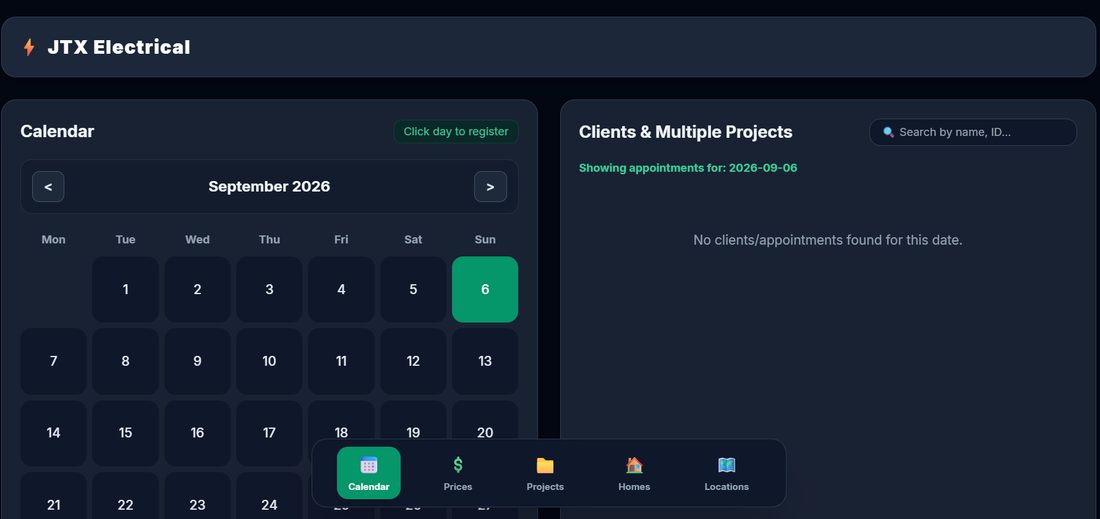 JTX Electrical
Calendar
Click day to register
< September 2026 >
Mon Tue Wed Thu Fri Sat Sun
1 2 3 4 5 6
7 8 9 10 11 12 13
14 15 16 17 18 19 20
21 22 23 24
Clients & Multiple Projects
Search by name, ID...
Showing appointments for: 2026-09-06
No clients/appointments found for this date.
Calendar
$
Prices
Projects
Homes
Locations